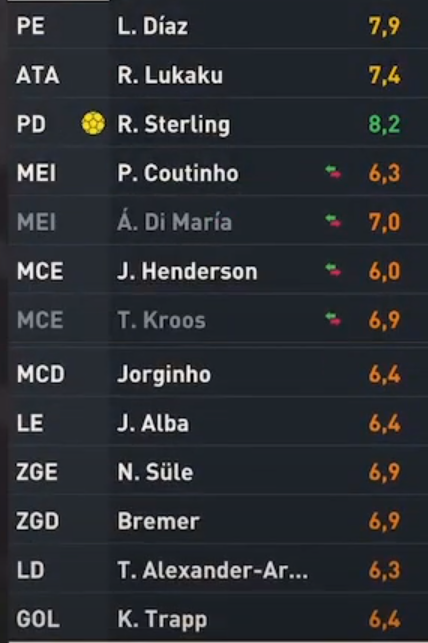 PE L. Díaz 7,9
ATA R. Lukaku 7,4
PD R. Sterling 8,2
MEI P. Coutinho 6,3
MEI Á. Di María 7,0
MCE J. Henderson 6,0
MCE T. Kroos 6,9
MCD Jorginho 6,4
LE J. Alba 6,4
ZGE N. Süle 6,9
ZGD Bremer 6,9
LD T. Alexander-Ar... 6,3
GOL K. Trapp 6,4